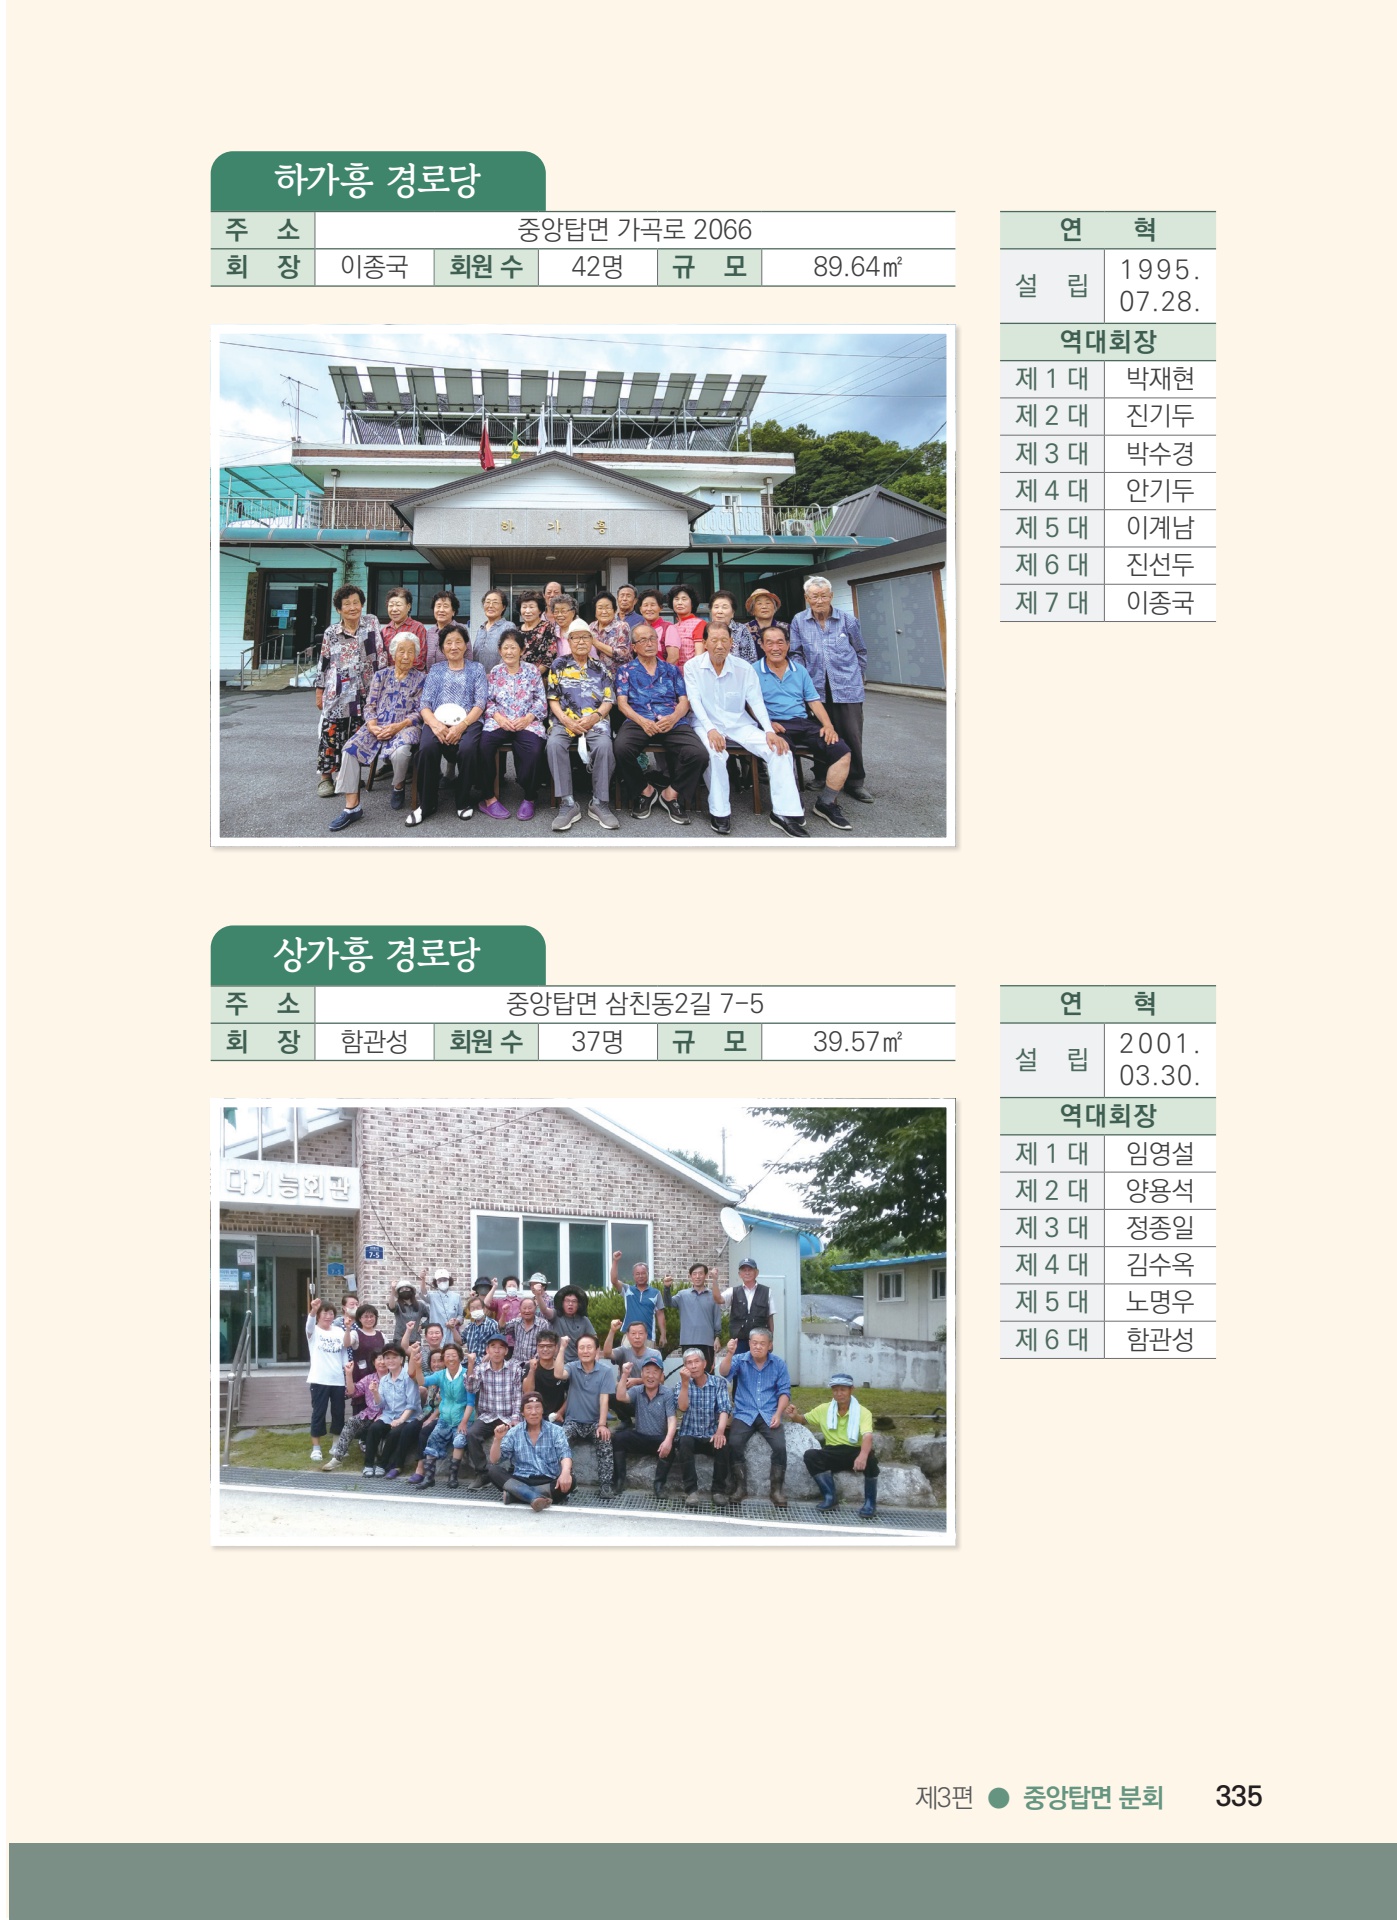 하가흥 경로당
주 소 중앙탑면 가곡로 2066
회 장 이종국 회원 수 42명 규 모 89.64㎡
연 혁
설 립 1995. 07.28.
역대회장
제 1 대 박재현
제 2 대 진기두
제 3 대 박수경
제 4 대 안기두
제 5 대 이계남
제 6 대 진선두
제 7 대 이종국
하 가 흥
상가흥 경로당
주 소 중앙탑면 삼친동2길 7-5
회 장 함관성 회원 수 37명 규 모 39.57㎡
연 혁
설 립 2001. 03.30.
역대회장
제 1 대 임영설
제 2 대 양용석
제 3 대 정종일
제 4 대 김수옥
제 5 대 노명우
제 6 대 함관성
다기능회관
7-5
제3편 ● 중앙탑면 분회 335